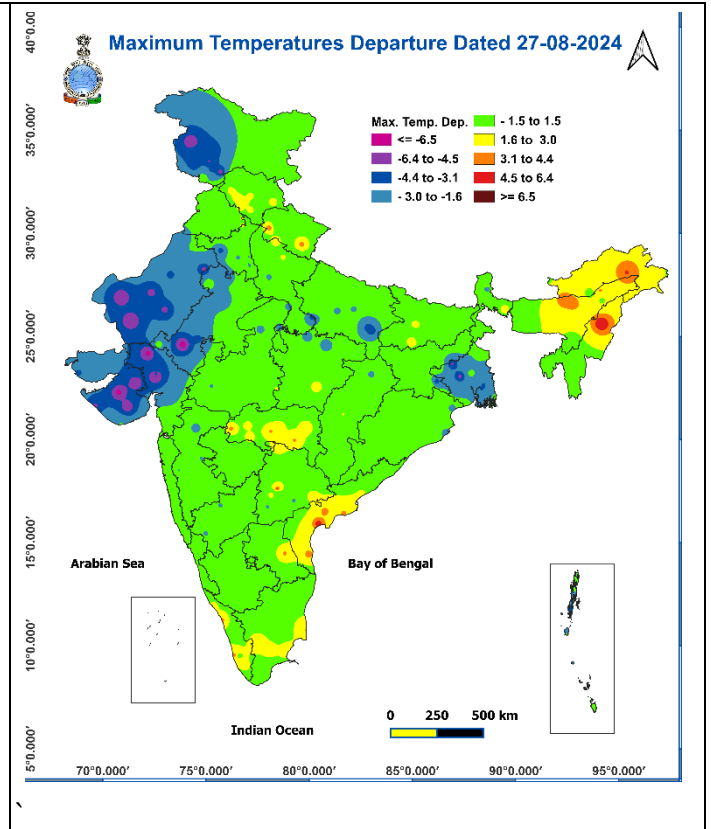 Maximum Temperatures Departure Dated 27-08-2024
Max. Temp. Dep.
<= -6.5
-6.4 to -4.5
-4.4 to -3.1
- 3.0 to -1.6
- 1.5 to 1.5
1.6 to 3.0
3.1 to 4.4
4.5 to 6.4
>= 6.5
40°0.000'
35°0.000'
30°0.000'
25°0.000'
20°0.000'
15°0.000'
10°0.000'
5°0.000'
Arabian Sea
Bay of Bengal
Indian Ocean
0 250 500 km
70°0.000' 75°0.000' 80°0.000' 85°0.000' 90°0.000' 95°0.000'
`